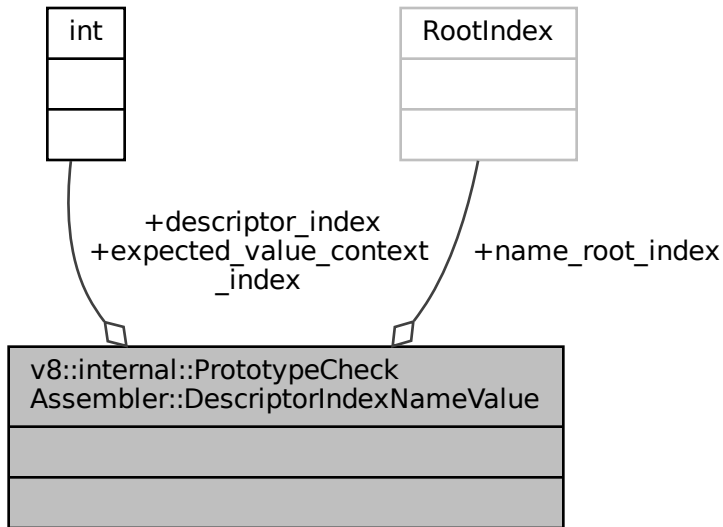 int
RootIndex
+descriptor_index
+expected_value_context
_index
+name_root_index
v8::internal::PrototypeCheck
Assembler::DescriptorIndexNameValue